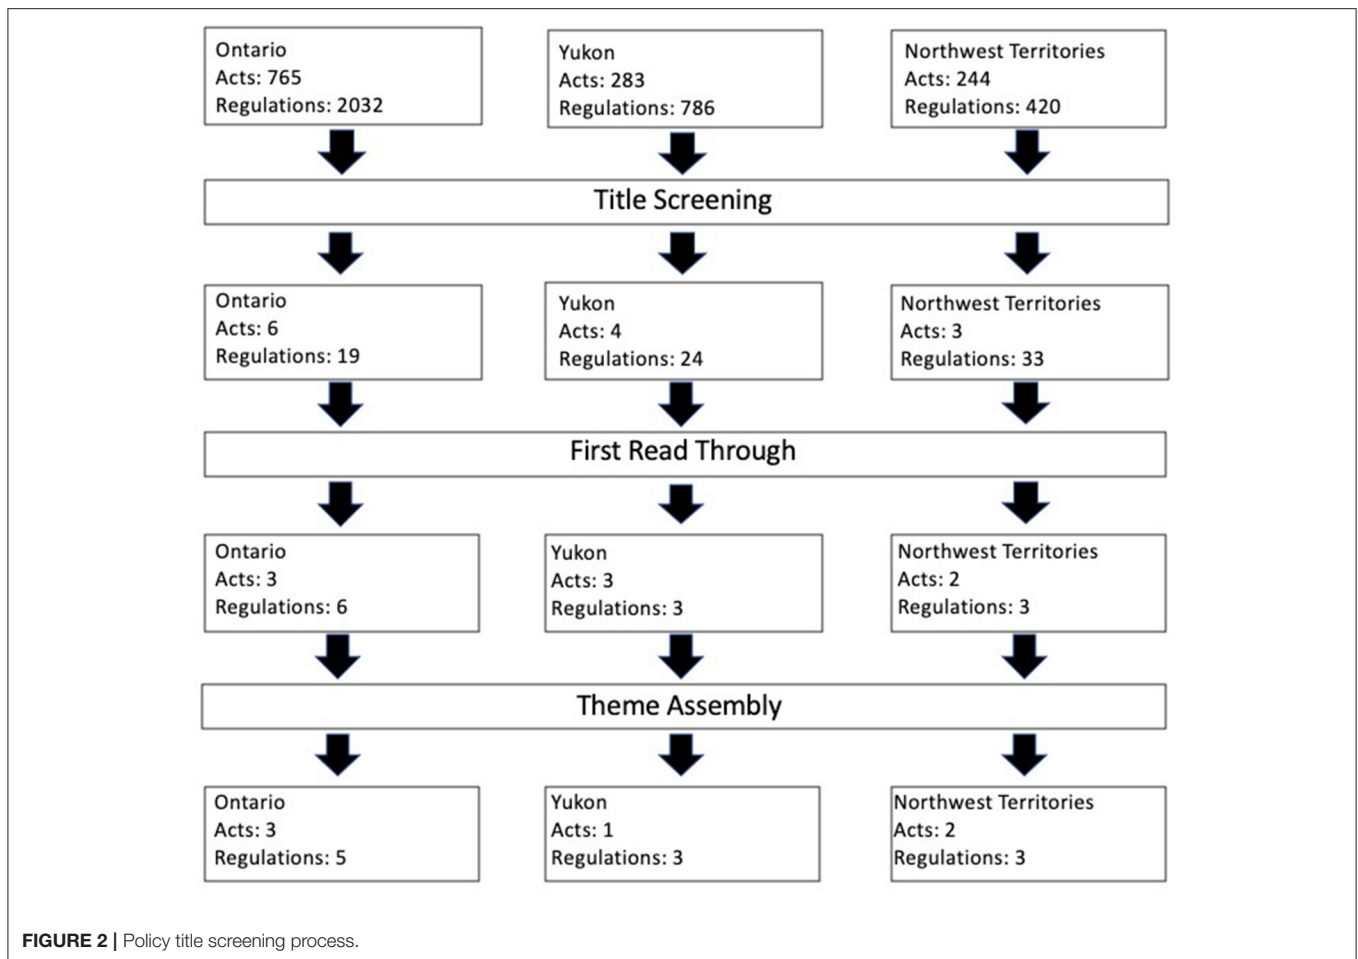 Ontario
Acts: 765
Regulations: 2032
Yukon
Acts: 283
Regulations: 786
Northwest Territories
Acts: 244
Regulations: 420
Title Screening
Ontario
Acts: 6
Regulations: 19
Yukon
Acts: 4
Regulations: 24
Northwest Territories
Acts: 3
Regulations: 33
First Read Through
Ontario
Acts: 3
Regulations: 6
Yukon
Acts: 3
Regulations: 3
Northwest Territories
Acts: 2
Regulations: 3
Theme Assembly
Ontario
Acts: 3
Regulations: 5
Yukon
Acts: 1
Regulations: 3
Northwest Territories
Acts: 2
Regulations: 3
FIGURE 2 | Policy title screening process.